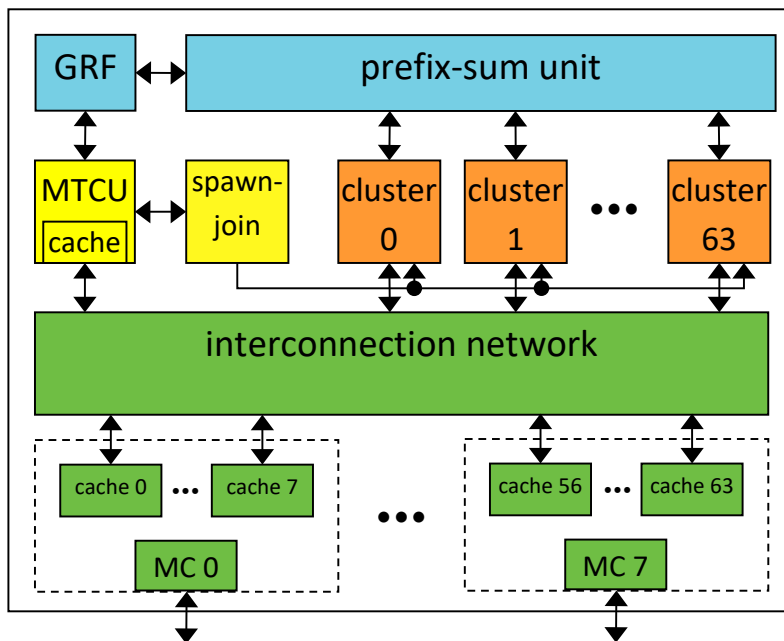 GRF
prefix-sum unit
MTCU
cache
spawn-
join
cluster
0
cluster
1
•••
cluster
63
interconnection network
cache 0
•••
cache 7
MC 0
•••
cache 56
•••
cache 63
MC 7